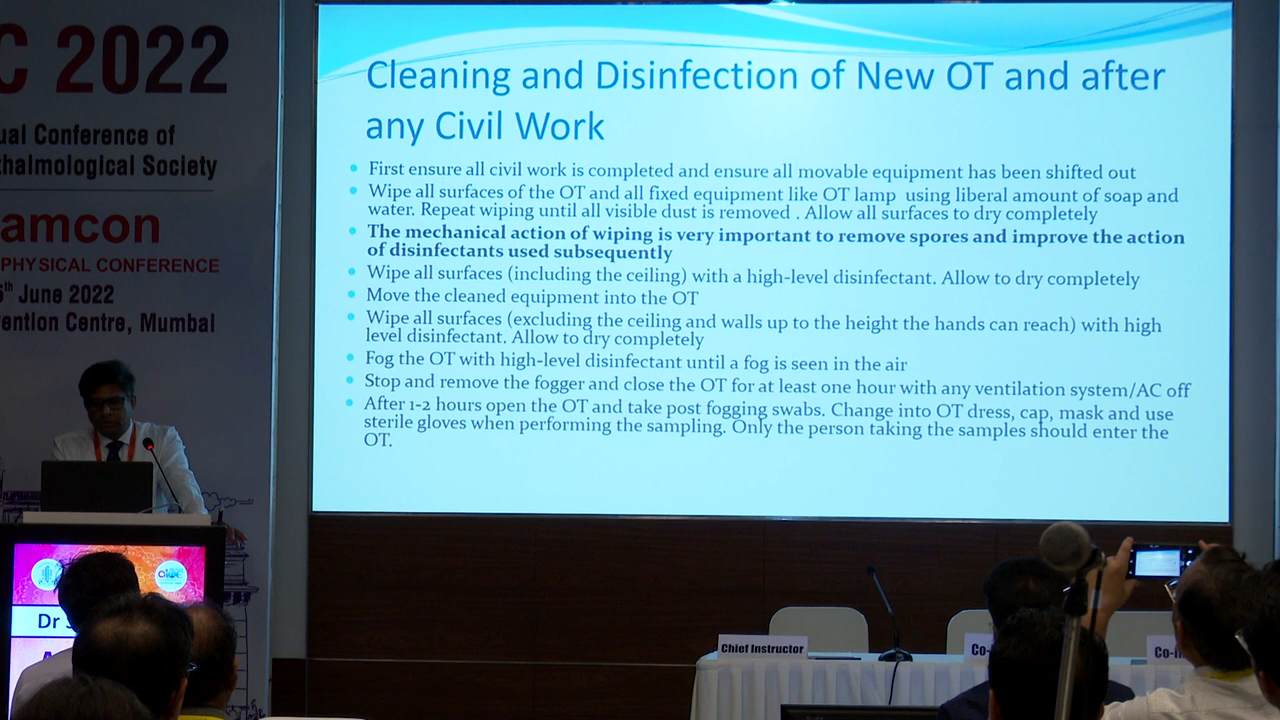 C 2022
ual Conference of
thalmological Society
amcon
PHYSICAL CONFERENCE
6th June 2022
vention Centre, Mumbai
Cleaning and Disinfection of New OT and after
any Civil Work
First ensure all civil work is completed and ensure all movable equipment has been shifted out
Wipe all surfaces of the OT and all fixed equipment like OT lamp using liberal amount of soap and
water. Repeat wiping until all visible dust is removed . Allow all surfaces to dry completely
The mechanical action of wiping is very important to remove spores and improve the action
of disinfectants used subsequently
Wipe all surfaces (including the ceiling) with a high-level disinfectant. Allow to dry completely
Move the cleaned equipment into the OT
Wipe all surfaces (excluding the ceiling and walls up to the height the hands can reach) with high
level disinfectant. Allow to dry completely
Fog the OT with high-level disinfectant until a fog is seen in the air
Stop and remove the fogger and close the OT for at least one hour with any ventilation system/AC off
After 1-2 hours open the OT and take post fogging swabs. Change into OT dress, cap, mask and use
sterile gloves when performing the sampling. Only the person taking the samples should enter the
OT.
Dr
Chief Instructor
Co-
Co-